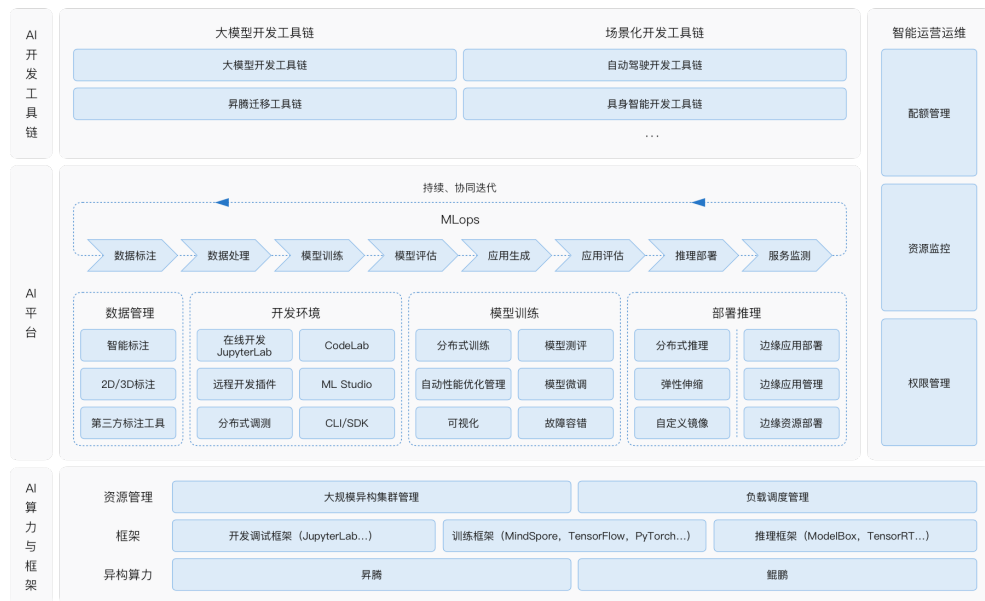 AI
开
发
工
具
链
大模型开发工具链
场景化开发工具链
大模型开发工具链
自动驾驶开发工具链
昇腾迁移工具链
具身智能开发工具链
...
智能运营运维
配额管理
资源监控
权限管理
AI
平
台
持续、协同迭代
MLops
数据标注
数据处理
模型训练
模型评估
应用生成
应用评估
推理部署
服务监测
数据管理
智能标注
2D/3D标注
第三方标注工具
开发环境
在线开发
JupyterLab
CodeLab
远程开发插件
ML Studio
分布式调测
CLI/SDK
模型训练
分布式训练
模型测评
自动性能优化管理
模型微调
可视化
故障容错
部署推理
分布式推理
边缘应用部署
弹性伸缩
边缘应用管理
自定义镜像
边缘资源部署
AI
算
力
与
框
架
资源管理
大规模异构集群管理
负载调度管理
框架
开发调试框架（JupyterLab...）
训练框架（MindSpore，TensorFlow，PyTorch...）
推理框架（ModelBox，TensorRT...）
异构算力
昇腾
鲲鹏